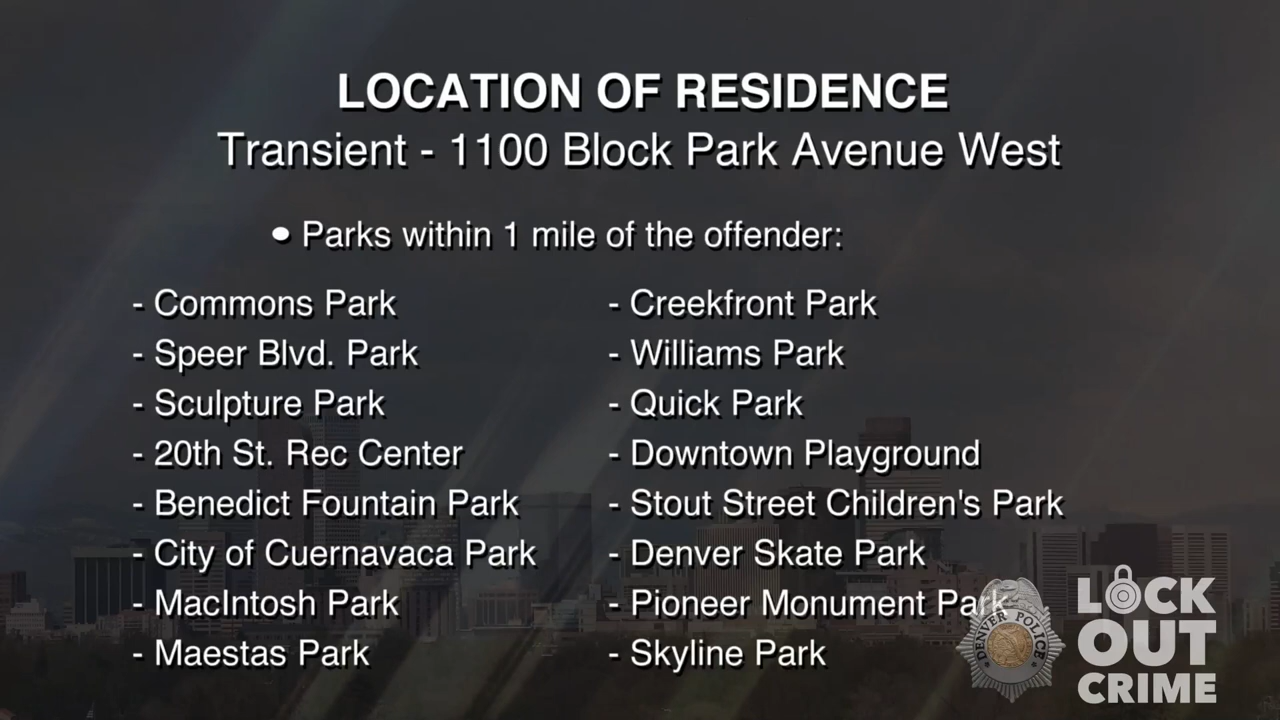 LOCATION OF RESIDENCE
Transient - 1100 Block Park Avenue West
• Parks within 1 mile of the offender:
- Commons Park
- Speer Blvd. Park
- Sculpture Park
- 20th St. Rec Center
- Benedict Fountain Park
- City of Cuernavaca Park
- MacIntosh Park
- Maestas Park
- Creekfront Park
- Williams Park
- Quick Park
- Downtown Playground
- Stout Street Children's Park
- Denver Skate Park
- Pioneer Monument Park
- Skyline Park
DENVER POLICE
LOCK
OUT
CRIME